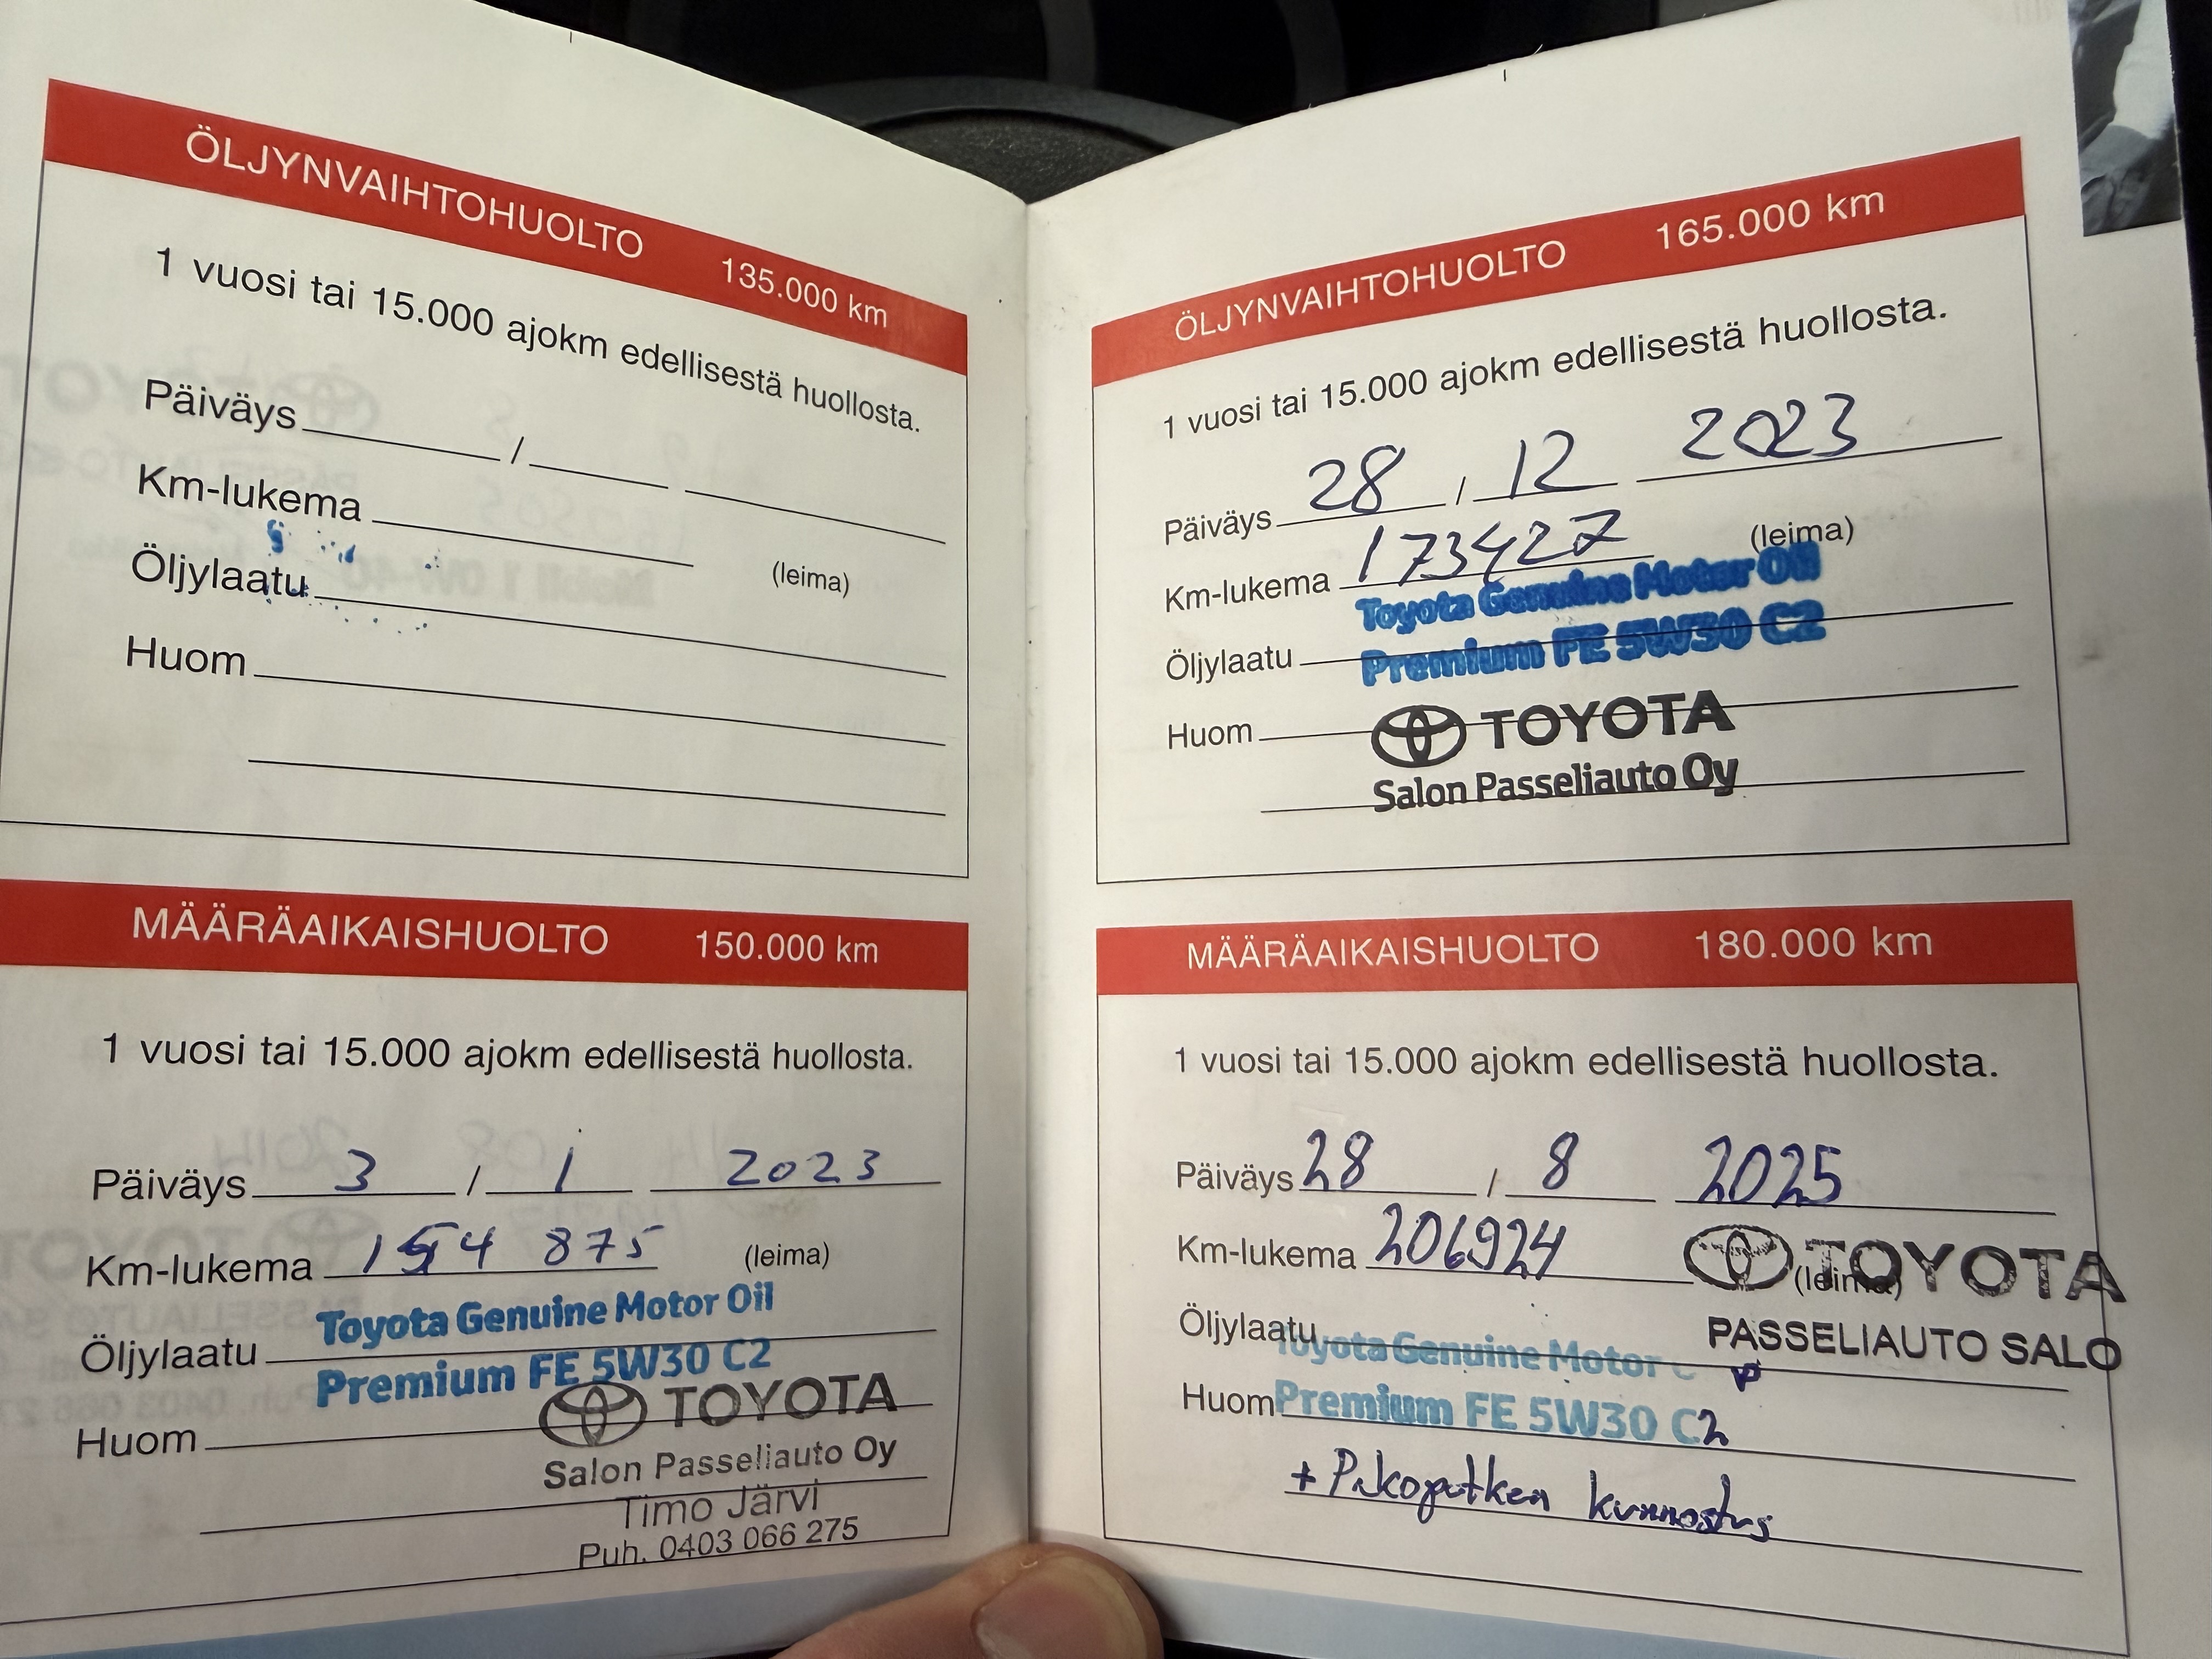 ÖLJYNVAIHTOHUOLTO 135.000 km
1 vuosi tai 15.000 ajokm edellisestä huollosta.
Päiväys /
Km-lukema
(leima)
Öljylaatu
Huom
MÄÄRÄAIKAISHUOLTO 150.000 km
1 vuosi tai 15.000 ajokm edellisestä huollosta.
Päiväys 3 / 1 2023
Km-lukema 154 875 (leima)
Toyota Genuine Motor Oil
Öljylaatu
Premium FE 5W30 C2
TOYOTA
Huom
Salon Passeliauto Oy
Timo Järvi
Puh. 0403 066 275
ÖLJYNVAIHTOHUOLTO 165.000 km
1 vuosi tai 15.000 ajokm edellisestä huollosta.
Päiväys 28 / 12 2023
Km-lukema 173427 (leima)
Toyota Genuine Motor Oil
Öljylaatu Premium FE 5W30 C2
Huom TOYOTA
Salon Passeliauto Oy
MÄÄRÄAIKAISHUOLTO 180.000 km
1 vuosi tai 15.000 ajokm edellisestä huollosta.
Päiväys 28 / 8 2025
Km-lukema 206924 (leima) TOYOTA
PASSELIAUTO SALO
Öljylaatu Toyota Genuine Motor
Huom Premium FE 5W30 C2
+ Pakoputken kunnostus